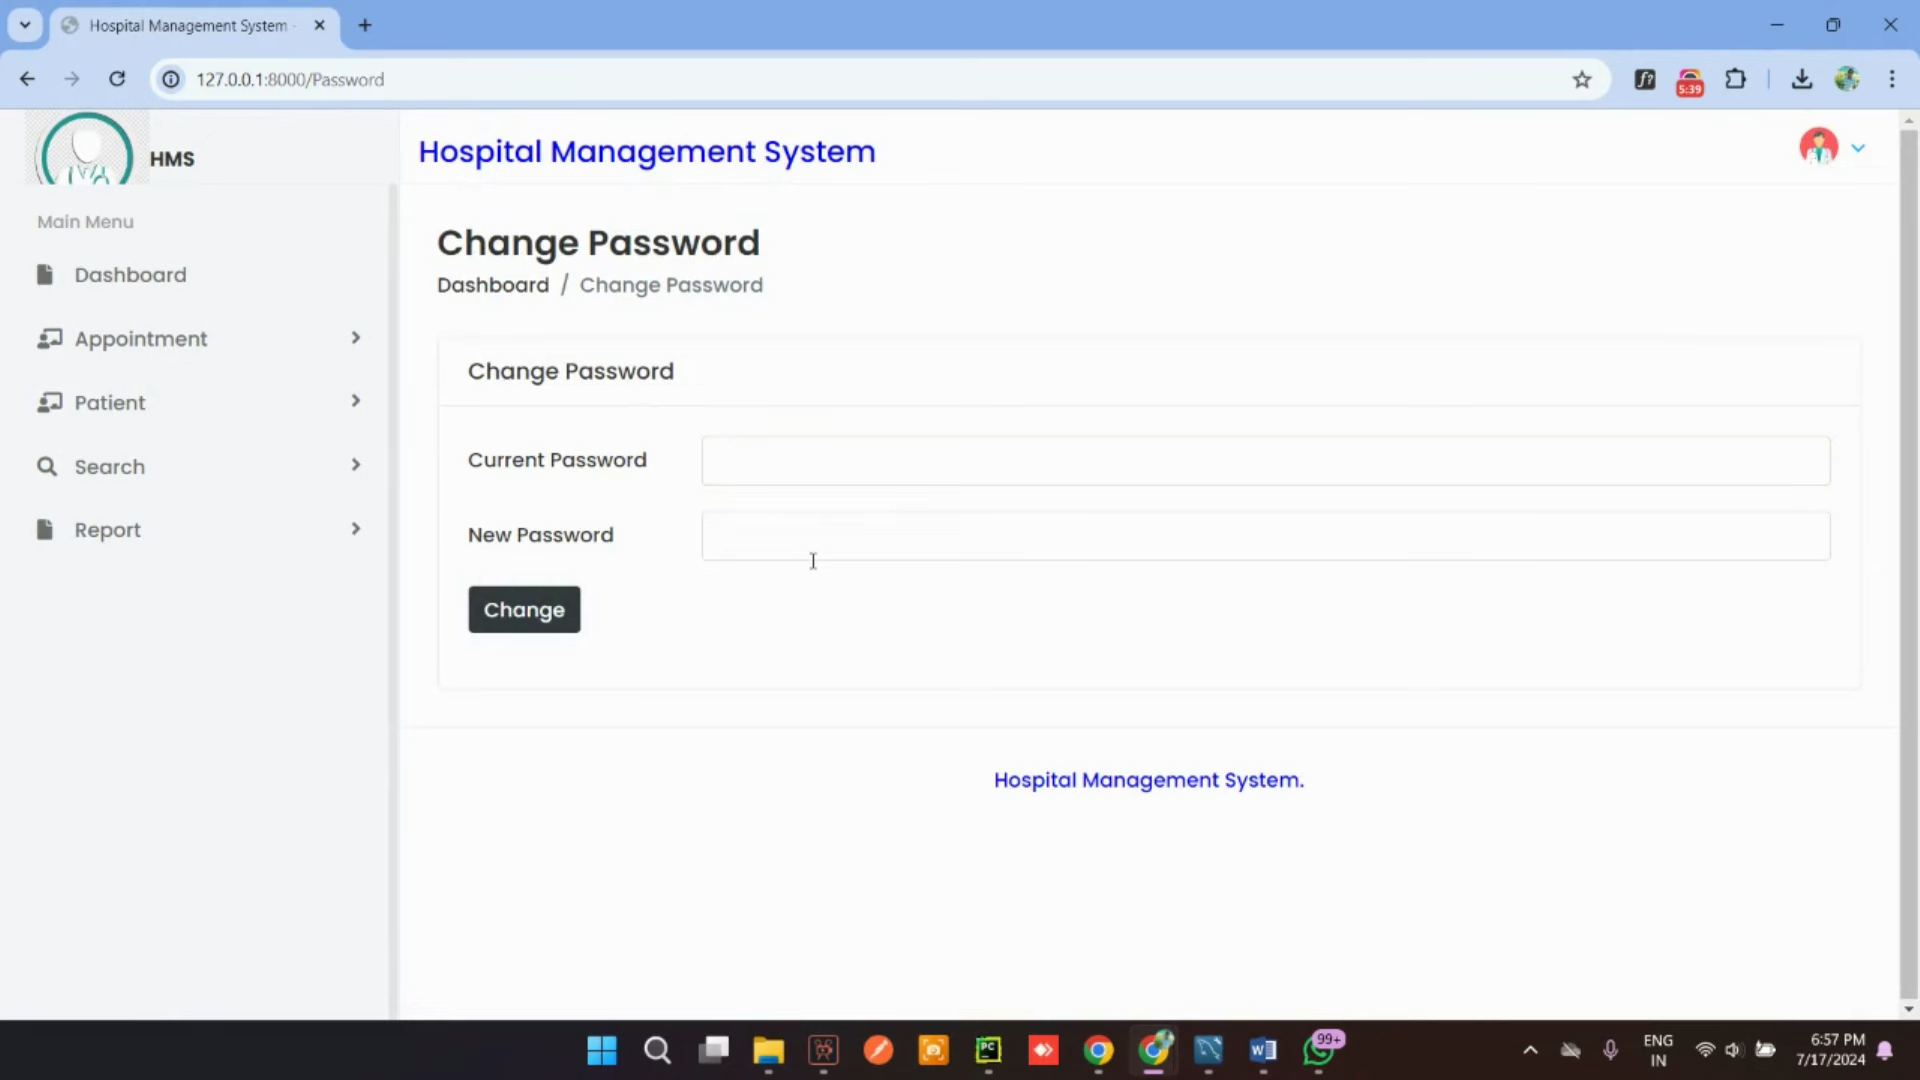 Hospital Management System -
127.0.0.1:8000/Password
5:39
HMS
Hospital Management System
Main Menu
Dashboard
Appointment
Patient
Search
Report
Change Password
Dashboard / Change Password
Change Password
Current Password
New Password
Change
Hospital Management System.
PC
W
99+
ENG
IN
6:57 PM
7/17/2024